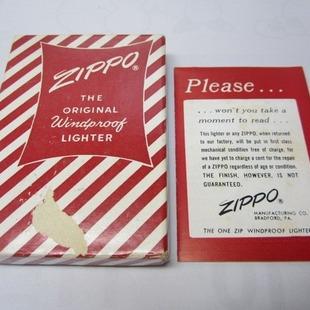 ZIPPO®
THE
ORIGINAL
Windproof
LIGHTER
Please...
...won't you take a
moment to read...
This lighter or any ZIPPO, when returned
to our factory, will be put in first class
mechanical condition free of charge, for
we have yet to charge a cent for the repair
of a ZIPPO regardless of age or condition.
THE FINISH, HOWEVER, IS NOT
GUARANTEED.
ZIPPO®
MANUFACTURING CO.
BRADFORD, PA.
THE ONE ZIP WINDPROOF LIGHTER